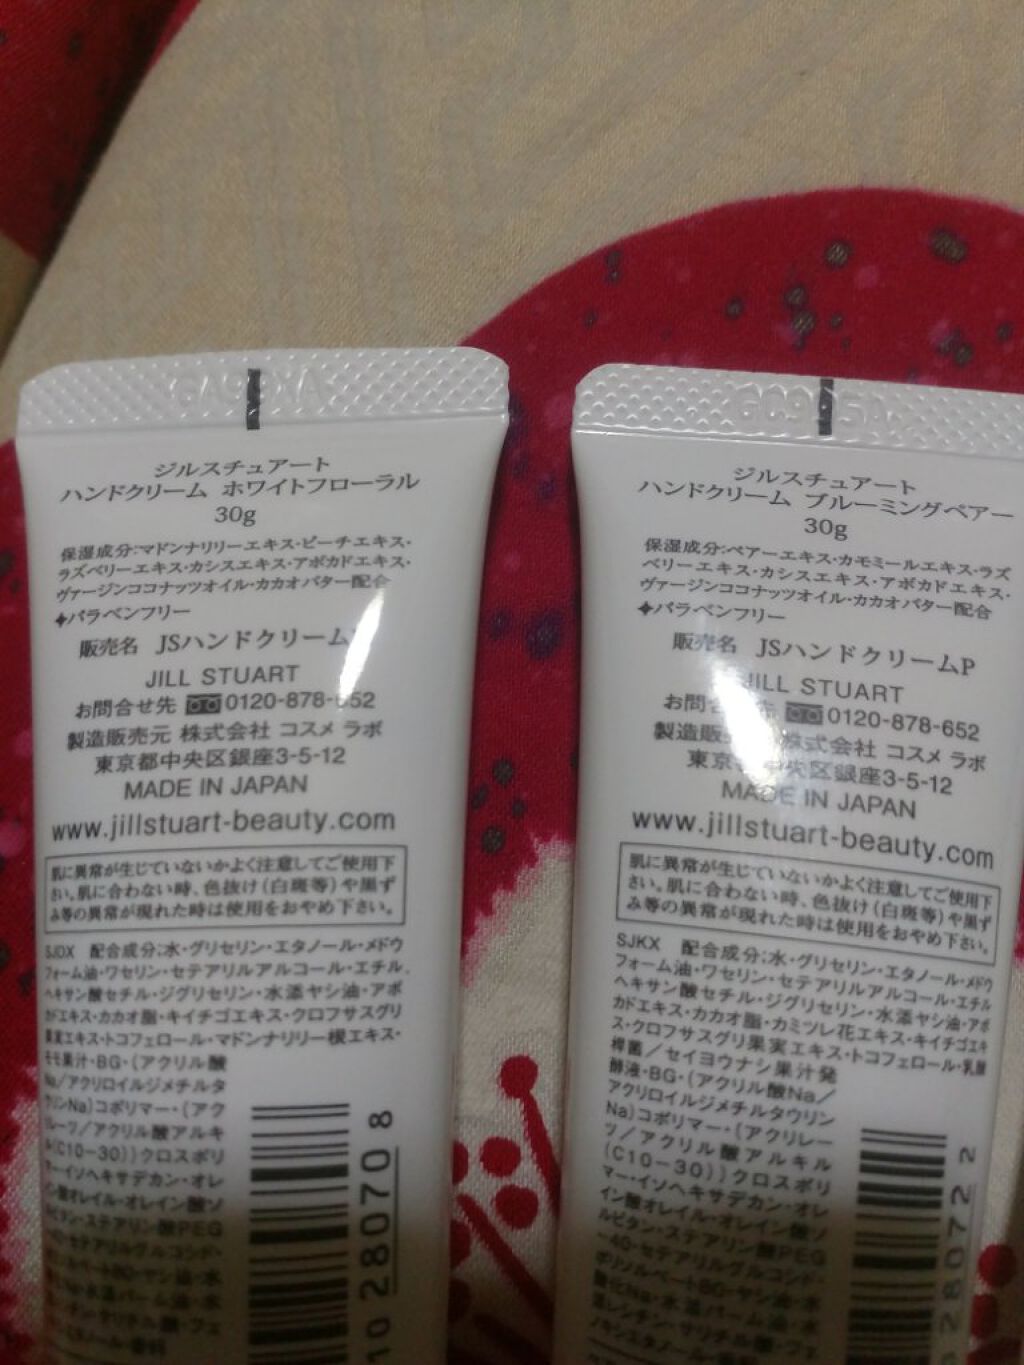 ジルスチュアート
ハンドクリーム ホワイトフローラル
30g
保湿成分:マドンナリリーエキス・ピーチエキス・
ラズベリーエキス・カシスエキス・アボカドエキス・
ヴァージンココナッツオイル・カカオバター配合
✦パラベンフリー
販売名 JSハンドクリーム
JILL STUART
お問合せ先 0120-878-652
製造販売元 株式会社 コスメ ラボ
東京都中央区銀座3-5-12
MADE IN JAPAN
www.jillstuart-beauty.com
肌に異常が生じていないかよく注意してご使用下
さい。肌に合わない時、色抜け(白斑等)や黒ず
み等の異常が現れた時は使用をおやめ下さい。
配合成分:水・グリセリン・エタノール・メドウ
フォーム油・ワセリン・セテアリルアルコール・エチル
ヘキサン酸セチル・ジグリセリン・水添ヤシ油・アボ
カドエキス・カカオ脂・キイチゴエキス・クロフサスグリ
果実エキス・トコフェロール・マドンナリリー根エキス・
モモ果汁・BG・(アクリル酸
Na/アクリロイルジメチルタ
ウリンNa)コポリマー・(アク
リレーツ/アクリル酸アルキ
ル(C10-30))クロスポリ
マー・イソヘキサデカン・オレ
イン酸オレイル・オレイン酸ソ
ルビタン・ステアリン酸PEG
10 28070 8
ジルスチュアート
ハンドクリーム ブルーミングペアー
30g
保湿成分:ペアーエキス・カモミールエキス・ラズ
ベリーエキス・カシスエキス・アボカドエキス・
ヴァージンココナッツオイル・カカオバター配合
✦パラベンフリー
販売名 JSハンドクリームP
JILL STUART
お問 先 0120-878-652
製造販 株式会社 コスメ ラボ
東京 中央区銀座3-5-12
MADE IN JAPAN
www.jillstuart-beauty.com
肌に異常が生じていないかよく注意してご使用下
さい。肌に合わない時、色抜け(白斑等)や黒ず
み等の異常が現れた時は使用をおやめ下さい。
SJKX 配合成分:水・グリセリン・エタノール・メドウ
フォーム油・ワセリン・セテアリルアルコール・エチル
ヘキサン酸セチル・ジグリセリン・水添ヤシ油・アボ
カドエキス・カカオ脂・カミツレ花エキス・キイチゴエキ
ス・クロフサスグリ果実エキス・トコフェロール・乳酸
桿菌/セイヨウナシ果汁発
酵液・BG・(アクリル酸Na/
アクリロイルジメチルタウリン
Na)コポリマー・(アクリレー
ツ/アクリル酸アルキル
(C10-30))クロスポリ
マー・イソヘキサデカン・オレ
イン酸オレイル・オレイン酸ソ
ルビタン・ステアリン酸PEG
-40・セテアリルグルコシド・
28072 2